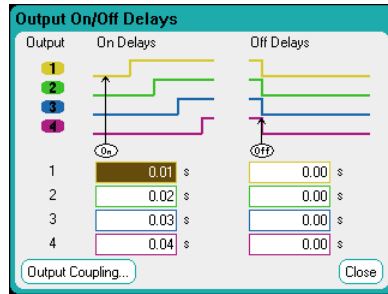 Output On/Off Delays
Output On Delays Off Delays
1
2
3
4
On Off
1 0.01 s 0.00 s
2 0.02 s 0.00 s
3 0.03 s 0.00 s
4 0.04 s 0.00 s
Output Coupling... Close